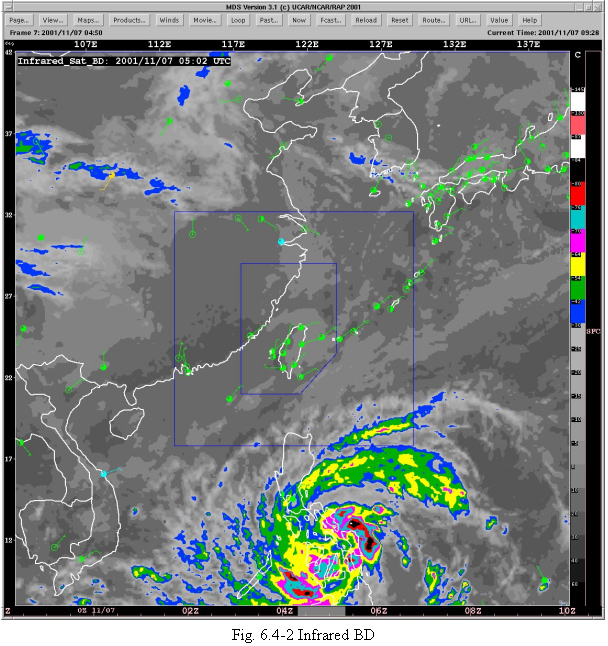 MDS Version 3.1 (c) UCAR/NCAR/RAP 2001
Page... View... Maps... Products... Winds Movie... Loop Past... Now Fcast... Reload Reset Route... URL... Value Help
Frame 7: 2001/11/07 04:50 Current Time: 2001/11/07 09:28
deg 107E 112E 117E 122E 127E 132E 137E C
42
Infrared_Sat_BD: 2001/11/07 05:02 UTC
37
32
27
22
17
12
SFC
Z 0Z 11/07 02Z 04Z 06Z 08Z 10Z
Fig. 6.4-2 Infrared BD